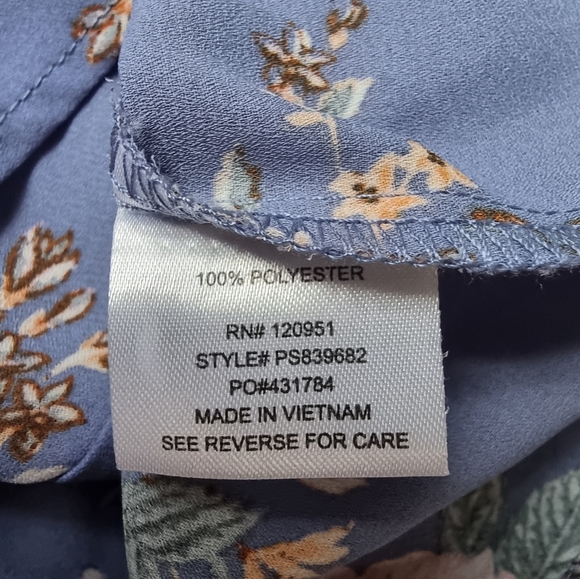 100% POLYESTER
RN# 120951
STYLE# PS839682
PO#431784
MADE IN VIETNAM
SEE REVERSE FOR CARE